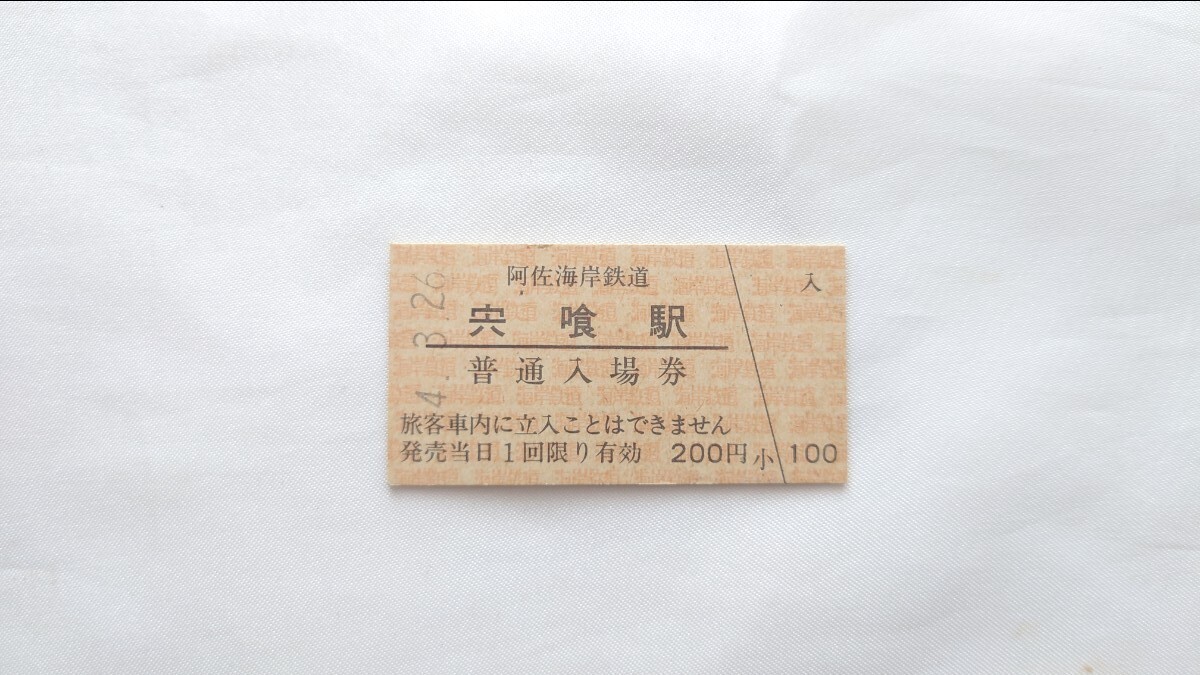 阿佐海岸鉄道
入
宍喰駅
普通入場券
旅客車内に立入ことはできません
発売当日1回限り有効 200円 小 100
4. 3.26